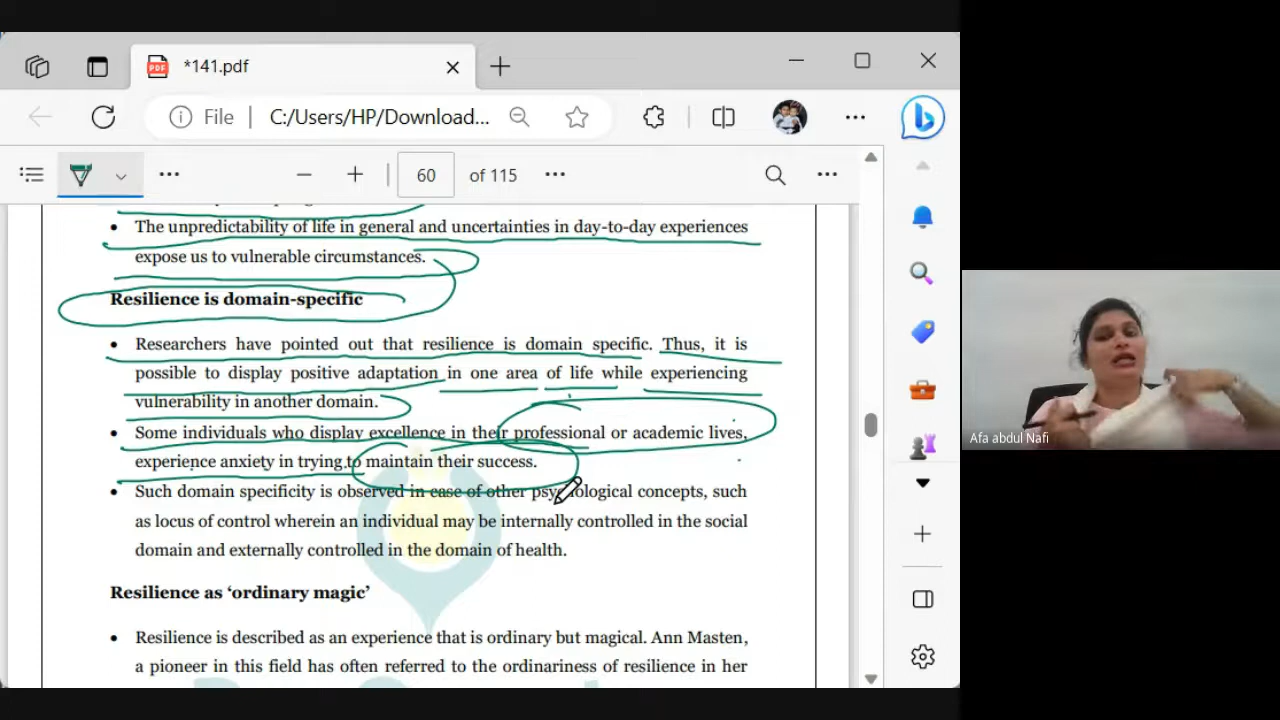 *141.pdf
File
C:/Users/HP/Download...
60 of 115
• The unpredictability of life in general and uncertainties in day-to-day experiences
expose us to vulnerable circumstances.
Resilience is domain-specific
• Researchers have pointed out that resilience is domain specific. Thus, it is
possible to display positive adaptation in one area of life while experiencing
vulnerability in another domain.
• Some individuals who display excellence in their professional or academic lives,
experience anxiety in trying to maintain their success.
• Such domain specificity is observed in case of other psychological concepts, such
as locus of control wherein an individual may be internally controlled in the social
domain and externally controlled in the domain of health.
Resilience as ‘ordinary magic’
• Resilience is described as an experience that is ordinary but magical. Ann Masten,
a pioneer in this field has often referred to the ordinariness of resilience in her
Afa abdul Nafi